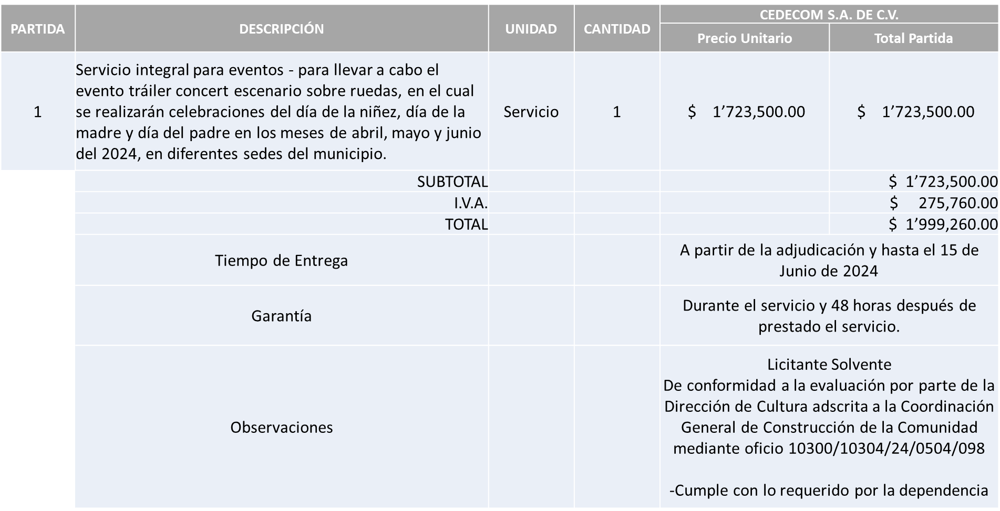 PARTIDA DESCRIPCIÓN UNIDAD CANTIDAD CEDECOM S.A. DE C.V.
Precio Unitario Total Partida
1
Servicio integral para eventos - para llevar a cabo el
evento tráiler concert escenario sobre ruedas, en el cual
se realizarán celebraciones del día de la niñez, día de la
madre y día del padre en los meses de abril, mayo y junio
del 2024, en diferentes sedes del municipio.
Servicio
1
$ 1’723,500.00
$ 1’723,500.00
SUBTOTAL $ 1’723,500.00
I.V.A. $ 275,760.00
TOTAL $ 1’999,260.00
Tiempo de Entrega
A partir de la adjudicación y hasta el 15 de
Junio de 2024
Garantía
Durante el servicio y 48 horas después de
prestado el servicio.
Observaciones
Licitante Solvente
De conformidad a la evaluación por parte de la
Dirección de Cultura adscrita a la Coordinación
General de Construcción de la Comunidad
mediante oficio 10300/10304/24/0504/098
-Cumple con lo requerido por la dependencia